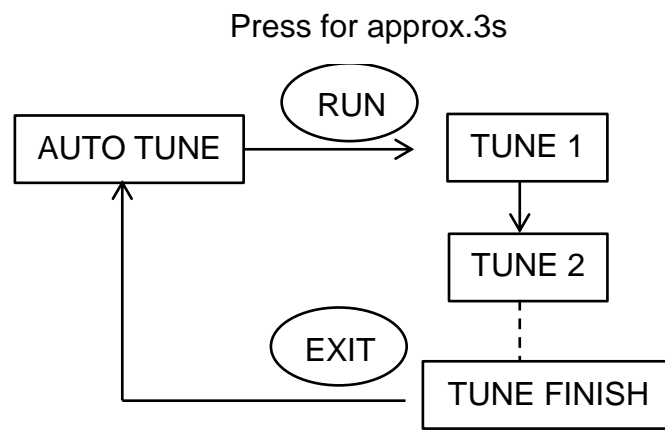 Press for approx.3s
RUN
AUTO TUNE
TUNE 1
TUNE 2
EXIT
TUNE FINISH